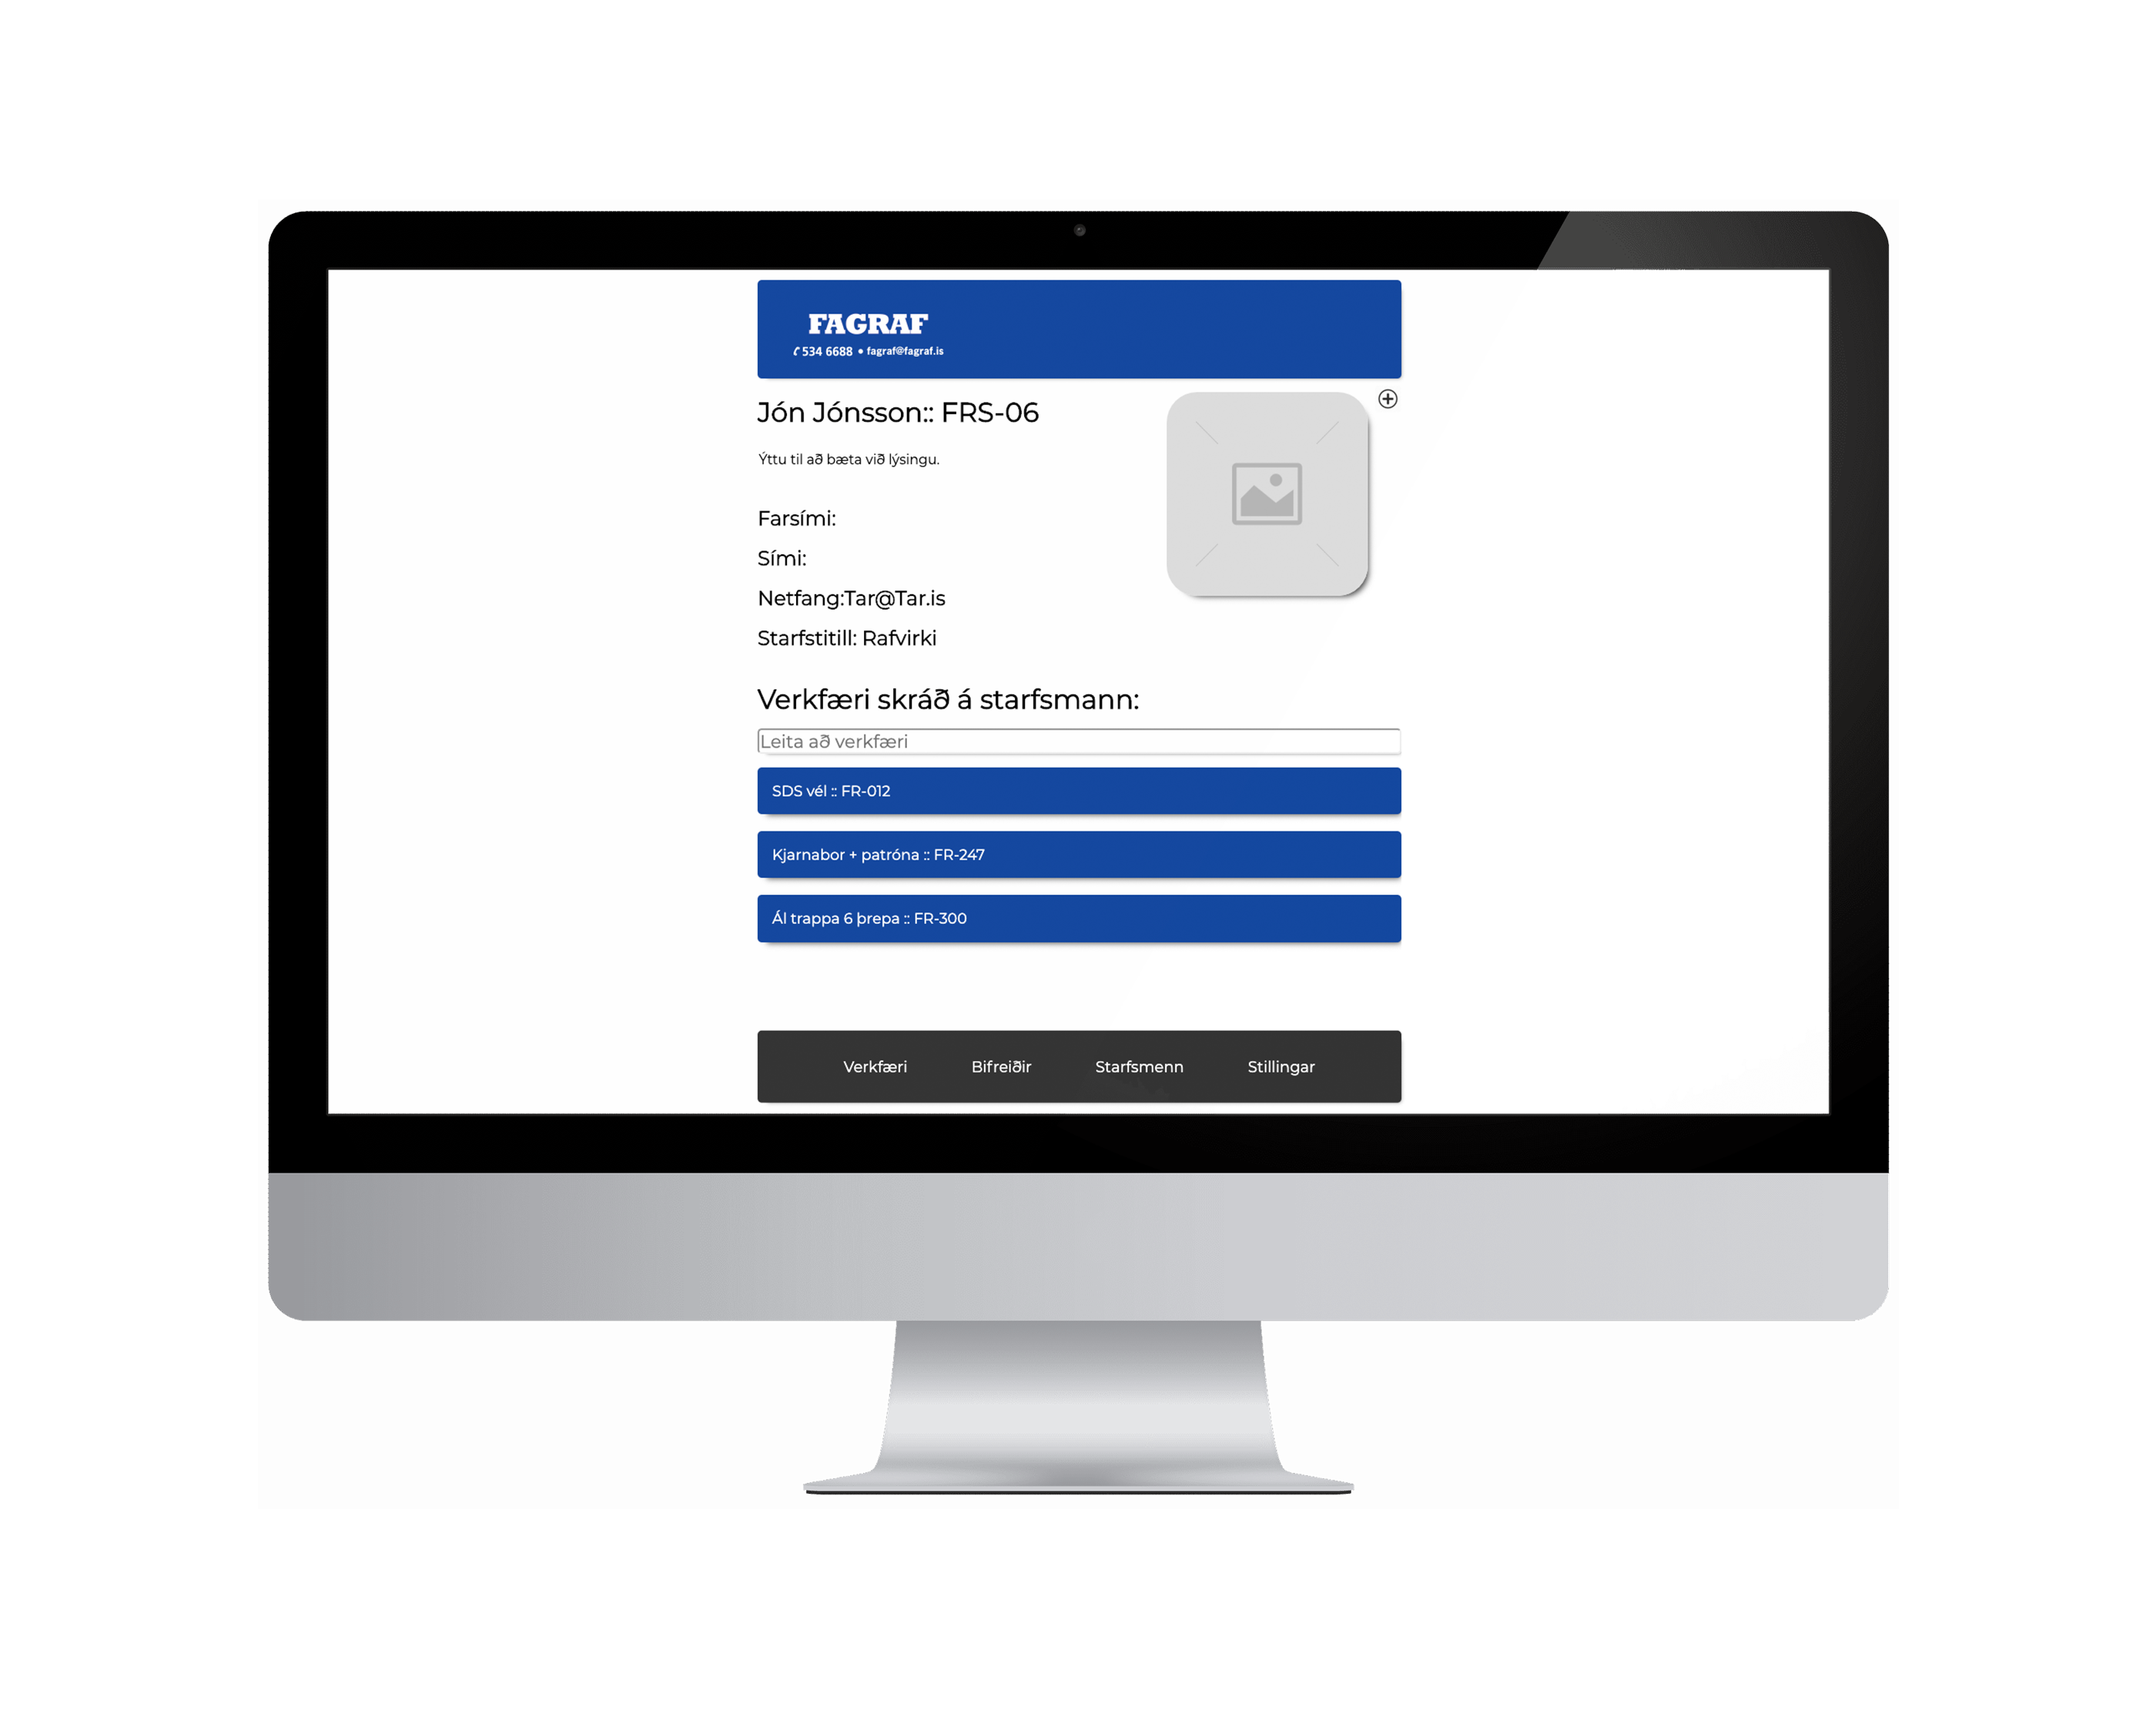 FAGRAF
534 6688 • fagraf@fagraf.is
Jón Jónsson:: FRS-06
Ýttu til að bæta við lýsingu.
Farsími:
Sími:
Netfang:Tar@Tar.is
Starfstitill: Rafvirki
Verkfæri skráð á starfsmann:
Leita að verkfæri
SDS vél :: FR-012
Kjarnabor + patróna :: FR-247
Ál trappa 6 þrepa :: FR-300
Verkfæri Bifreiðir Starfsmenn Stillingar